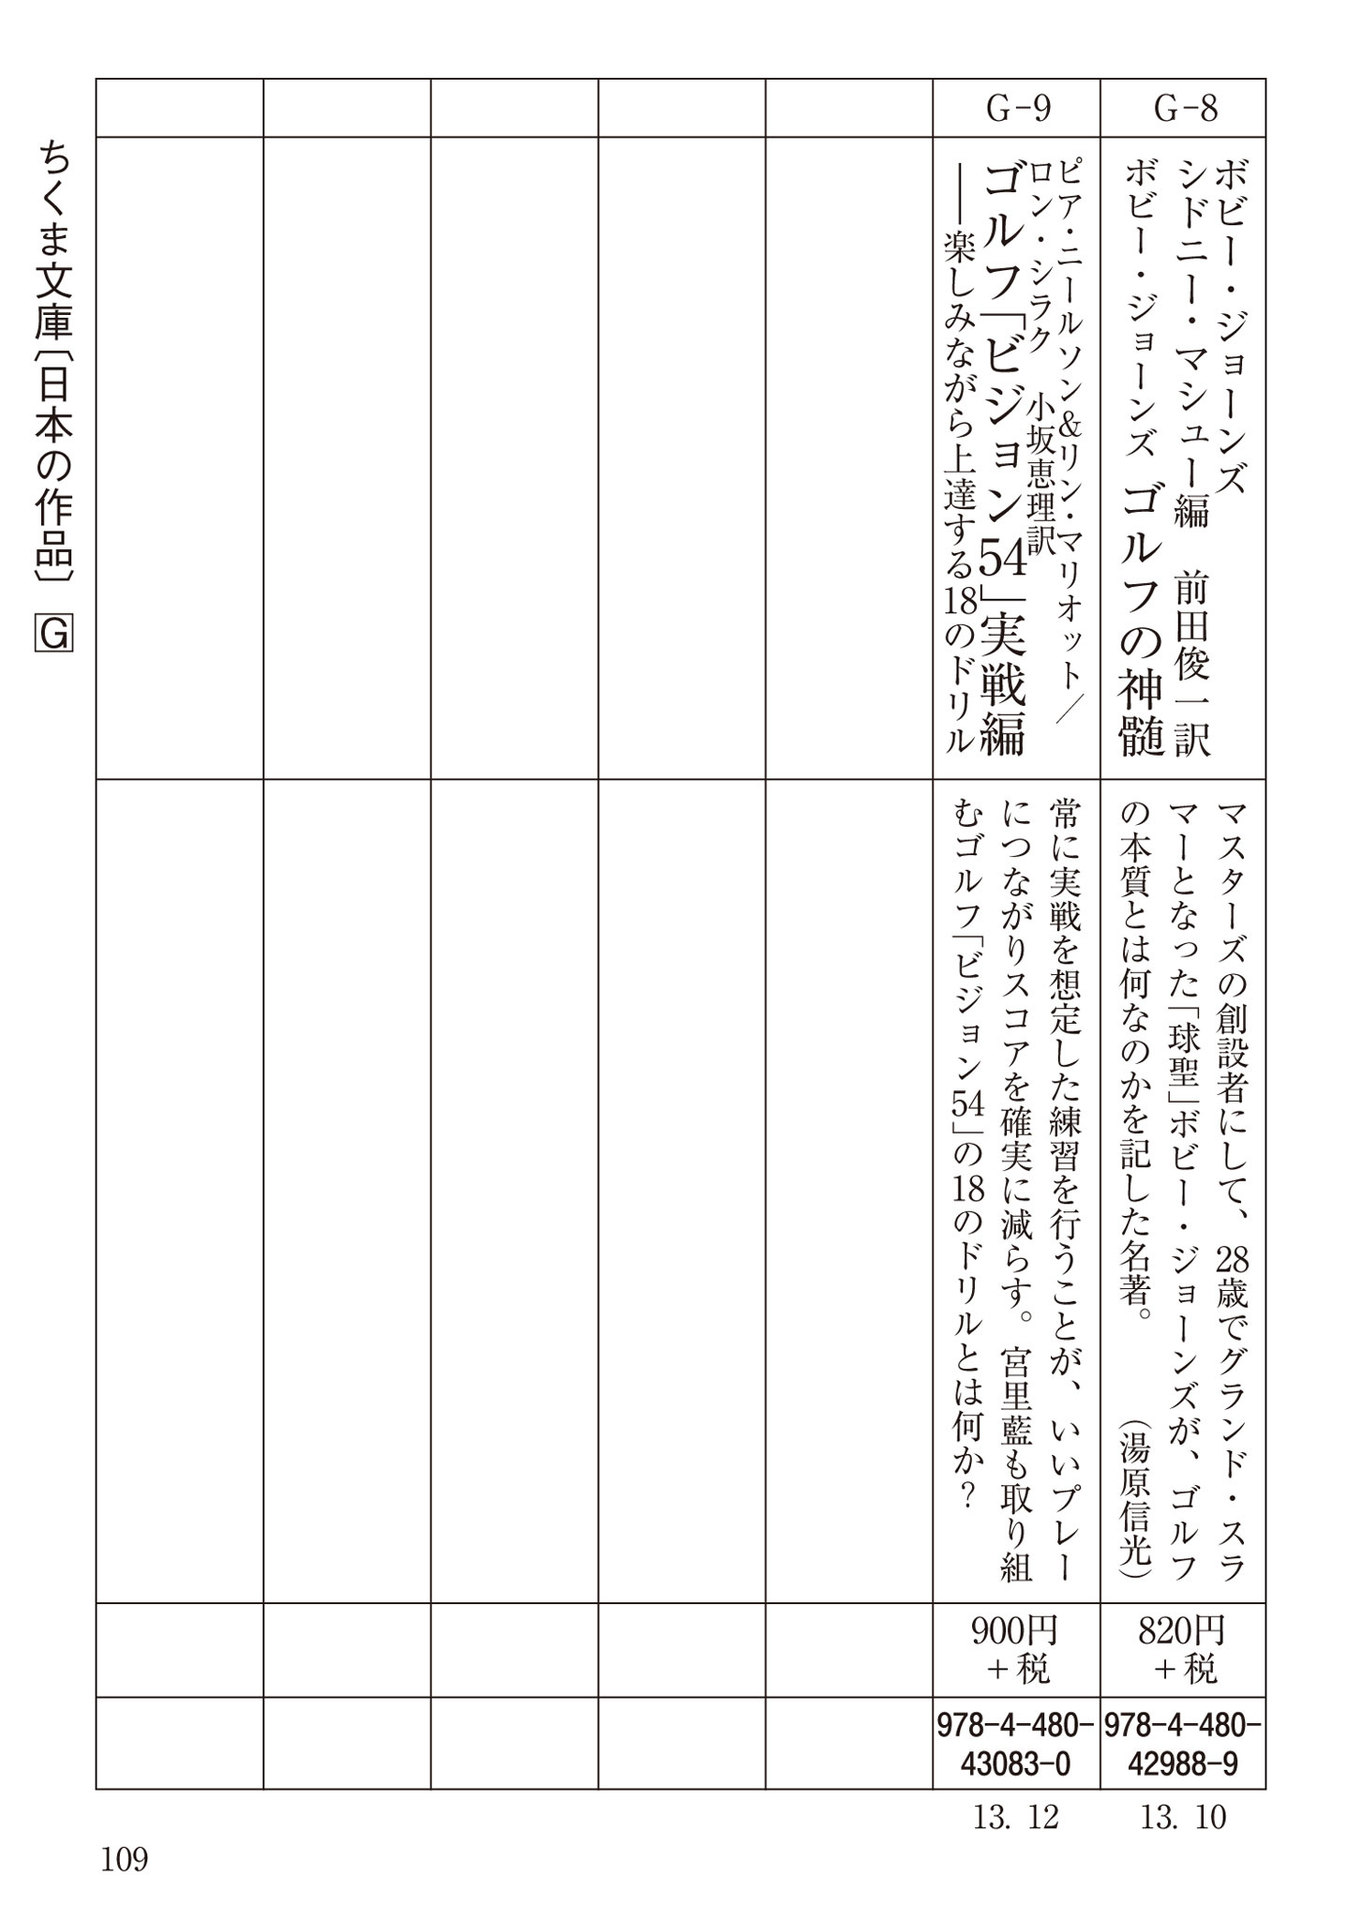 G-8
ボビー・ジョーンズ
シドニー・マシュー編　前田俊一訳
ボビー・ジョーンズ ゴルフの神髄
マスターズの創設者にして、28歳でグランド・スラ
マーとなった「球聖」ボビー・ジョーンズが、ゴルフ
の本質とは何なのかを記した名著。　　（湯原信光）
820円
+税
978-4-480-
42988-9
13. 10
G-9
ピア・ニールソン&リン・マリオット／
ロン・シラク　小坂恵理訳
ゴルフ「ビジョン54」実戦編
――楽しみながら上達する18のドリル
常に実戦を想定した練習を行うことが、いいプレー
につながりスコアを確実に減らす。宮里藍も取り組
むゴルフ「ビジョン54」の18のドリルとは何か？
900円
+税
978-4-480-
43083-0
13. 12
ちくま文庫〔日本の作品〕 G
109